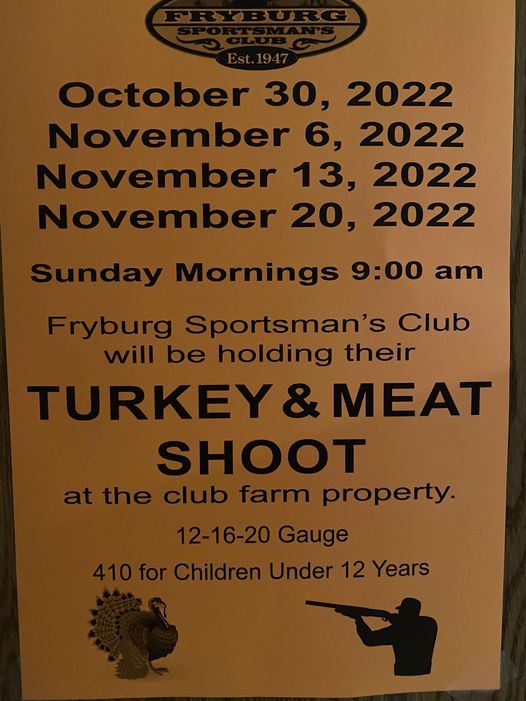 FRYBURG
SPORTSMAN'S
CLUB
Est.1947
October 30, 2022
November 6, 2022
November 13, 2022
November 20, 2022
Sunday Mornings 9:00 am
Fryburg Sportsman's Club
will be holding their
TURKEY & MEAT
SHOOT
at the club farm property.
12-16-20 Gauge
410 for Children Under 12 Years